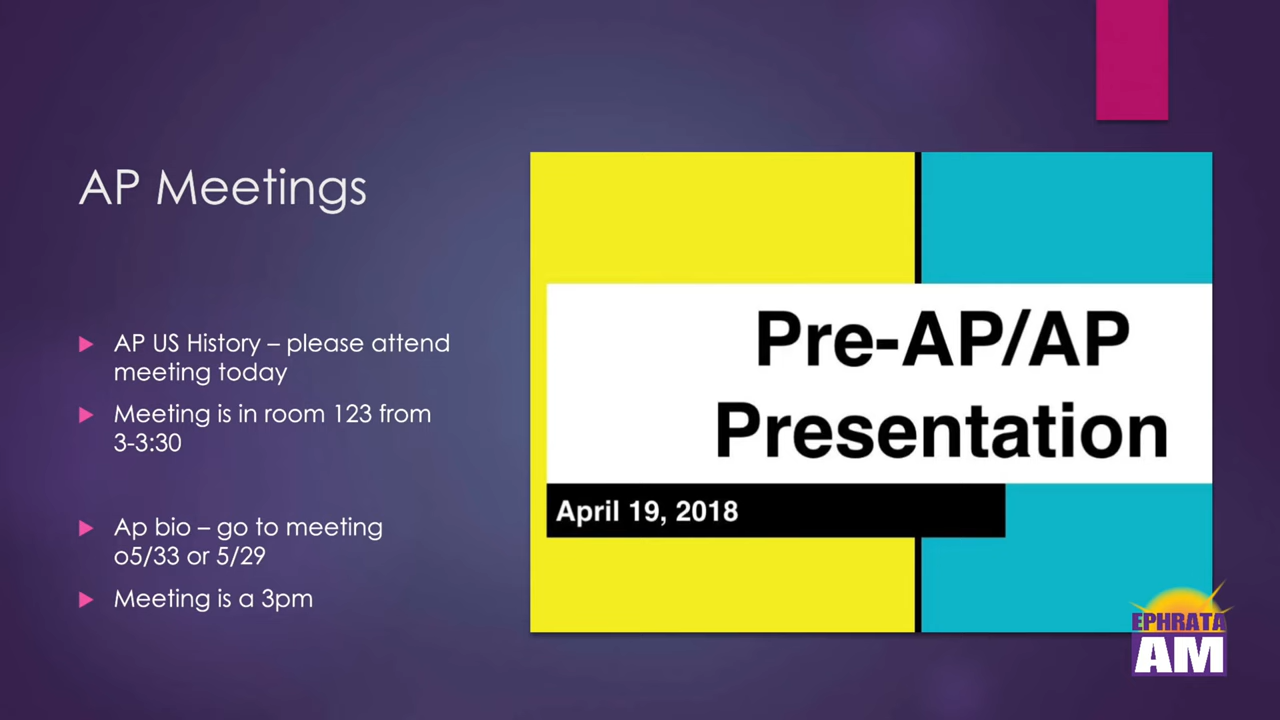 AP Meetings
AP US History – please attend
meeting today
Meeting is in room 123 from
3-3:30
Ap bio – go to meeting
o5/33 or 5/29
Meeting is a 3pm
Pre-AP/AP
Presentation
April 19, 2018
EPHRATA
AM